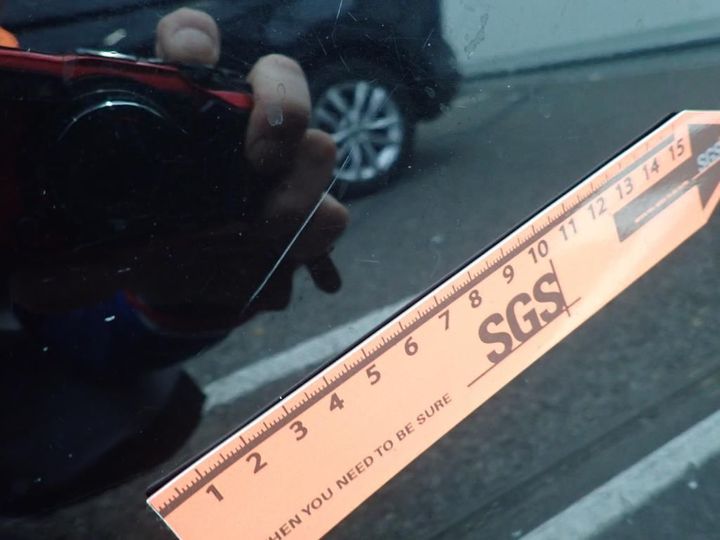 1 2 3 4 5 6 7 8 9 10 11 12 13 14 15
SGS
HEN YOU NEED TO BE SURE
SGS